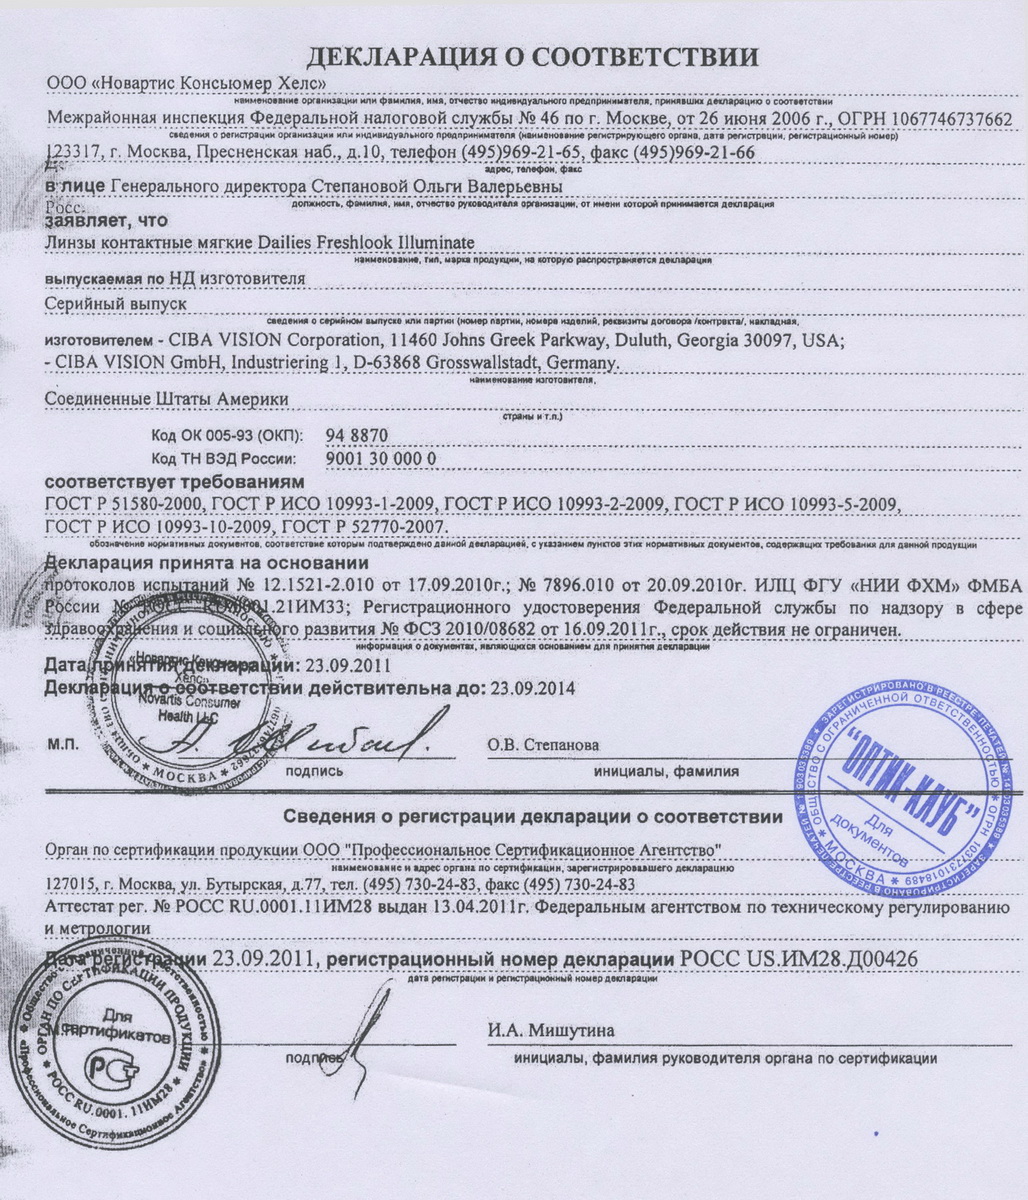 ДЕКЛАРАЦИЯ О СООТВЕТСТВИИ
ООО «Новартис Консьюмер Хелс»
наименование организации или фамилия, имя, отчество индивидуального предпринимателя, принявших декларацию о соответствии
Межрайонная инспекция Федеральной налоговой службы № 46 по г. Москве, от 26 июня 2006 г., ОГРН 1067746737662
сведения о регистрации организации или индивидуального предпринимателя (наименование регистрирующего органа, дата регистрации, регистрационный номер)
123317, г. Москва, Пресненская наб., д.10, телефон (495)969-21-65, факс (495)969-21-66
адрес, телефон, факс
в лице Генерального директора Степановой Ольги Валерьевны
должность, фамилия, имя, отчество руководителя организации, от имени которой принимается декларация
заявляет, что
Линзы контактные мягкие Dailies Freshlook Illuminate
наименование, тип, марка продукции, на которую распространяется декларация
выпускаемая по НД изготовителя
Серийный выпуск
сведения о серийном выпуске или партии (номер партии, номера изделий, реквизиты договора /контракта/, накладная,
изготовителем - CIBA VISION Corporation, 11460 Johns Greek Parkway, Duluth, Georgia 30097, USA;
- CIBA VISION GmbH, Industriering 1, D-63868 Grosswallstadt, Germany.
наименование изготовителя,
Соединенные Штаты Америки
страны и т.п.)
Код ОК 005-93 (ОКП): 94 8870
Код ТН ВЭД России: 9001 30 000 0
соответствует требованиям
ГОСТ Р 51580-2000, ГОСТ Р ИСО 10993-1-2009, ГОСТ Р ИСО 10993-2-2009, ГОСТ Р ИСО 10993-5-2009,
ГОСТ Р ИСО 10993-10-2009, ГОСТ Р 52770-2007.
обозначение нормативных документов, соответствие которым подтверждено данной декларацией, с указанием пунктов этих нормативных документов, содержащих требования для данной продукции
Декларация принята на основании
протоколов испытаний № 12.1521-2.010 от 17.09.2010г.; № 7896.010 от 20.09.2010г. ИЛЦ ФГУ «НИИ ФХМ» ФМБА
России № РОСС RU.0001.21ИМ33; Регистрационного удостоверения Федеральной службы по надзору в сфере
здравоохранения и социального развития № ФСЗ 2010/08682 от 16.09.2011г., срок действия не ограничен.
информация о документах, являющихся основанием для принятия декларации
Дата принятия декларации: 23.09.2011
Декларация о соответствии действительна до: 23.09.2014
«Новартис Консьюмер
Хелс»
Novartis Consumer
Health LLC
МОСКВА
М.П.
О.В. Степанова
подпись
инициалы, фамилия
ЗАРЕГИСТРИРОВАНО В РЕЕСТРЕ ПЕЧАТЕЙ
ОБЩЕСТВО С ОГРАНИ�ченной ОТВЕТСТВЕННОСТЬЮ
"ОПТИК-КЛУБ"
Для
документов
МОСКВА
Сведения о регистрации декларации о соответствии
Орган по сертификации продукции ООО "Профессиональное Сертификационное Агентство"
наименование и адрес органа по сертификации, зарегистрировавшего декларацию
127015, г. Москва, ул. Бутырская, д.77, тел. (495) 730-24-83, факс (495) 730-24-83
Аттестат рег. № РОСС RU.0001.11ИМ28 выдан 13.04.2011г. Федеральным агентством по техническому регулированию
и метрологии
Дата регистрации 23.09.2011, регистрационный номер декларации РОСС US.ИМ28.Д00426
дата регистрации и регистрационный номер декларации
Общество с ограниченной ответственностью
«Профессиональное Сертификационное Агентство»
ОРГАН ПО СЕРТИФИКАЦИИ ПРОДУКЦИИ
РОСС RU.0001.11ИМ28
Для
сертификатов
И.А. Мишутина
подпись
инициалы, фамилия руководителя органа по сертификации